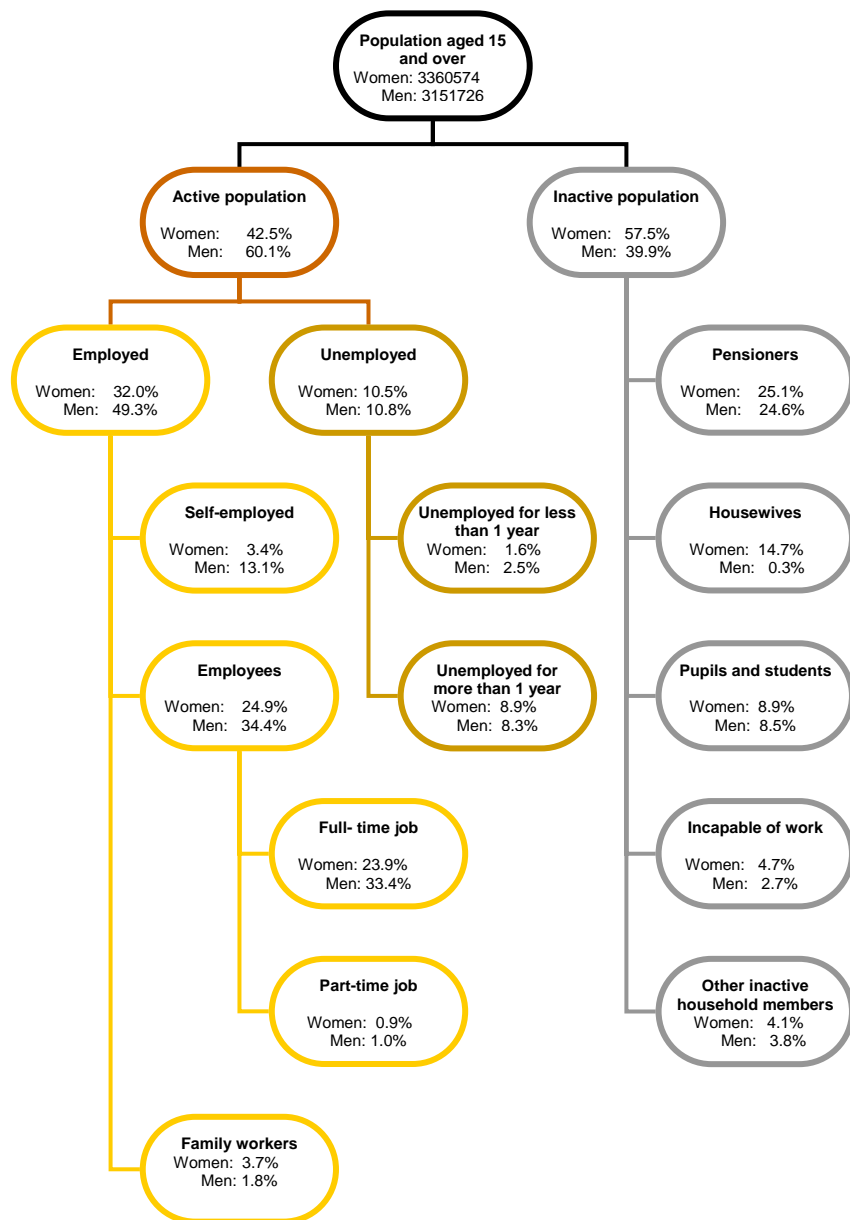 Population aged 15
and over
Women: 3360574
Men: 3151726
Active population
Women: 42.5%
Men: 60.1%
Inactive population
Women: 57.5%
Men: 39.9%
Employed
Women: 32.0%
Men: 49.3%
Unemployed
Women: 10.5%
Men: 10.8%
Pensioners
Women: 25.1%
Men: 24.6%
Self-employed
Women: 3.4%
Men: 13.1%
Unemployed for less
than 1 year
Women: 1.6%
Men: 2.5%
Housewives
Women: 14.7%
Men: 0.3%
Employees
Women: 24.9%
Men: 34.4%
Unemployed for
more than 1 year
Women: 8.9%
Men: 8.3%
Pupils and students
Women: 8.9%
Men: 8.5%
Full- time job
Women: 23.9%
Men: 33.4%
Incapable of work
Women: 4.7%
Men: 2.7%
Part-time job
Women: 0.9%
Men: 1.0%
Other inactive
household members
Women: 4.1%
Men: 3.8%
Family workers
Women: 3.7%
Men: 1.8%